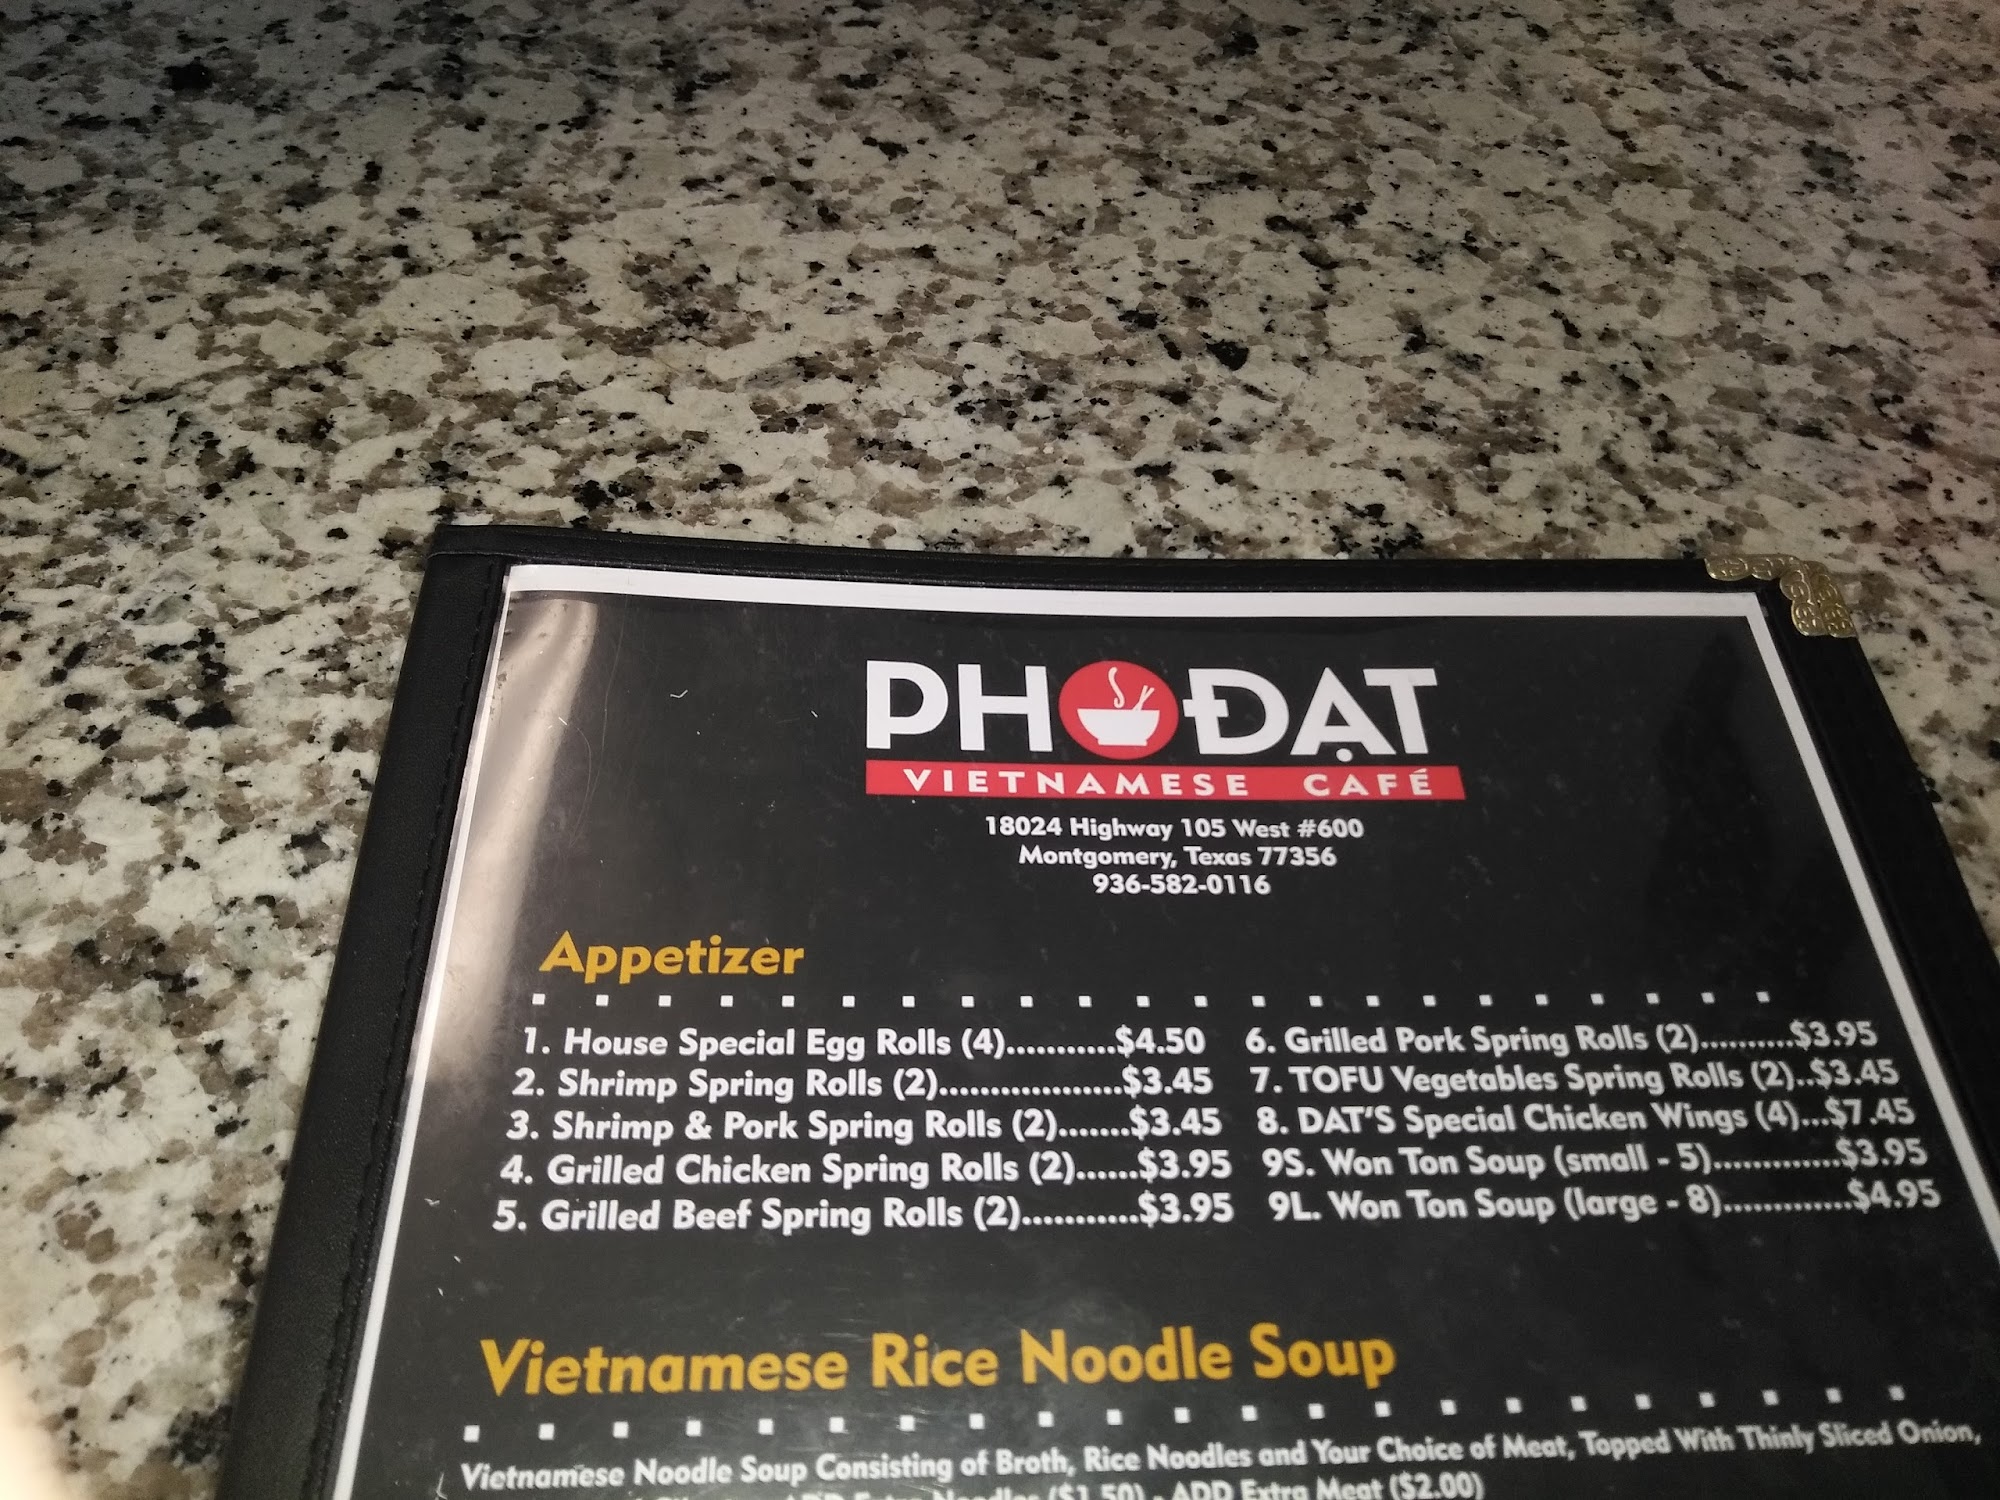 PHO ĐẠT
VIETNAMESE CAFÉ
18024 Highway 105 West #600
Montgomery, Texas 77356
936-582-0116
Appetizer
1. House Special Egg Rolls (4)............$4.50
2. Shrimp Spring Rolls (2)....................$3.45
3. Shrimp & Pork Spring Rolls (2).......$3.45
4. Grilled Chicken Spring Rolls (2)......$3.95
5. Grilled Beef Spring Rolls (2)............$3.95
6. Grilled Pork Spring Rolls (2)..........$3.95
7. TOFU Vegetables Spring Rolls (2)..$3.45
8. DAT'S Special Chicken Wings (4)...$7.45
9S. Won Ton Soup (small - 5).............$3.95
9L. Won Ton Soup (large - 8).............$4.95
Vietnamese Rice Noodle Soup
Vietnamese Noodle Soup Consisting of Broth, Rice Noodles and Your Choice of Meat, Topped With Thinly Sliced Onion,
Noodles ($1.50) - ADD Extra Meat ($2.00)